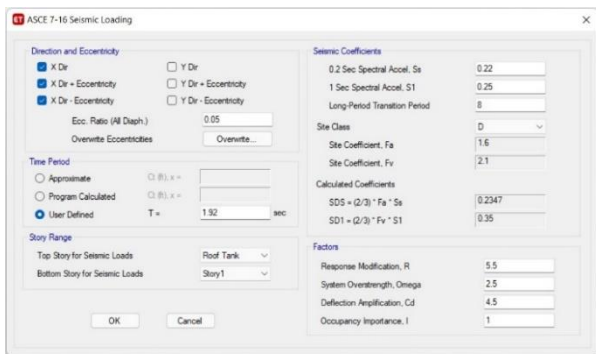 ET ASCE 7-16 Seismic Loading
Direction and Eccentricity
X Dir Y Dir
X Dir + Eccentricity Y Dir + Eccentricity
X Dir - Eccentricity Y Dir - Eccentricity
Ecc. Ratio (All Diaph.) 0.05
Overwrite Eccentricities Overwrite...
Time Period
Approximate Ct (ft), x =
Program Calculated Ct (ft), x =
User Defined T = 1.92 sec
Story Range
Top Story for Seismic Loads Roof Tank
Bottom Story for Seismic Loads Story1
OK Cancel
Seismic Coefficients
0.2 Sec Spectral Accel, Ss 0.22
1 Sec Spectral Accel, S1 0.25
Long-Period Transition Period 8
Site Class D
Site Coefficient, Fa 1.6
Site Coefficient, Fv 2.1
Calculated Coefficients
SDS = (2/3) * Fa * Ss 0.2347
SD1 = (2/3) * Fv * S1 0.35
Factors
Response Modification, R 5.5
System Overstrength, Omega 2.5
Deflection Amplification, Cd 4.5
Occupancy Importance, I 1